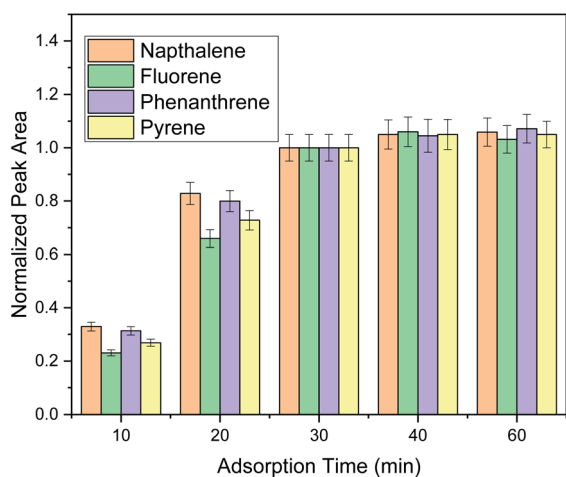 1.4
1.2
1.0
0.8
0.6
0.4
0.2
0.0
Normalized Peak Area
Napthalene
Fluorene
Phenanthrene
Pyrene
10 20 30 40 60
Adsorption Time (min)